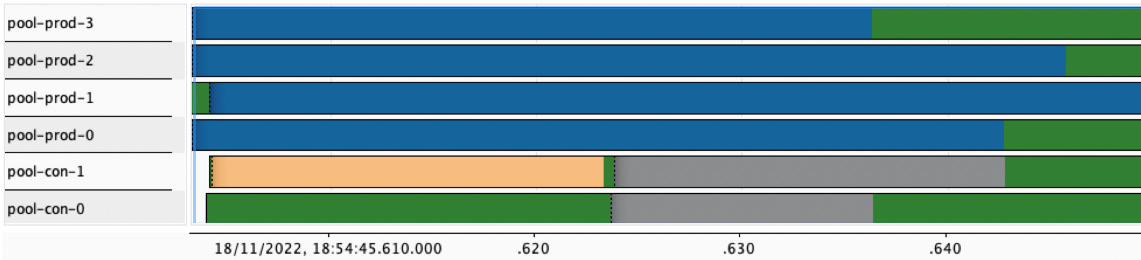 pool-prod-3
pool-prod-2
pool-prod-1
pool-prod-0
pool-con-1
pool-con-0
18/11/2022, 18:54:45.610.000 .620 .630 .640